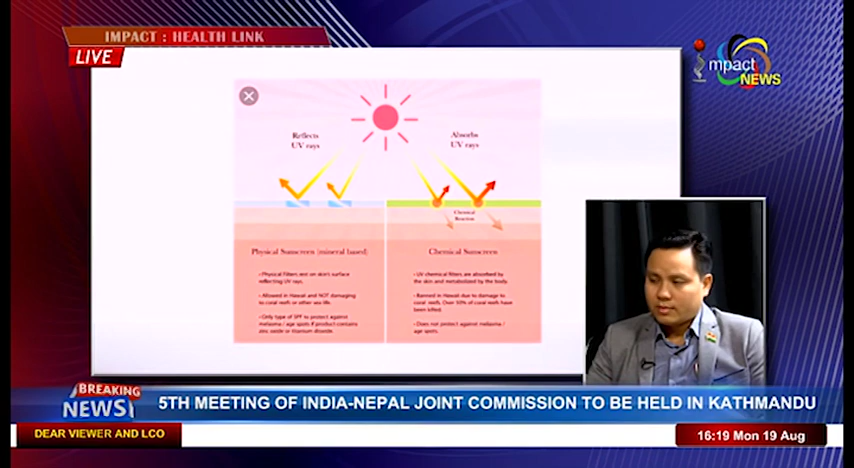 IMPACT : HEALTH LINK
LIVE
impact
NEWS
Reflects
UV rays
Absorbs
UV rays
Chemical
Reaction
Physical Sunscreen (mineral based)
• Physical Filters rest on skin's surface
reflecting UV rays.
• Allowed in Hawaii and NOT damaging
to coral reefs or other sea life.
• Only type of SPF to protect against
melasma / age spots if product contains
zinc oxide or titanium dioxide.
Chemical Sunscreen
• UV chemical filters are absorbed by
the skin and metabolized by the body.
• Banned in Hawaii due to damage to
coral reefs. Over 50% of coral reefs have
been killed.
• Does not protect against melasma /
age spots.
BREAKING
NEWS
5TH MEETING OF INDIA-NEPAL JOINT COMMISSION TO BE HELD IN KATHMANDU
DEAR VIEWER AND LCO
16:19 Mon 19 Aug